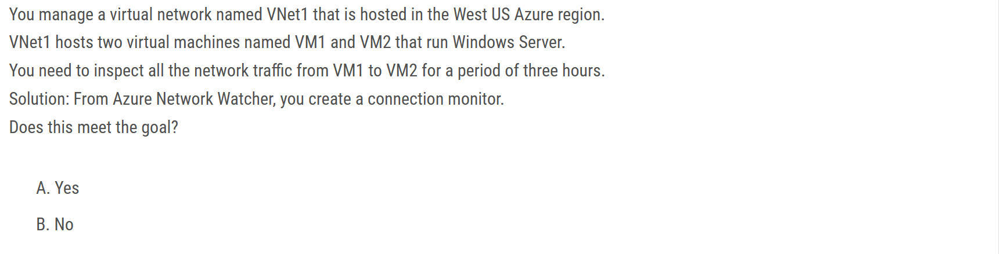 You manage a virtual network named VNet1 that is hosted in the West US Azure region.
VNet1 hosts two virtual machines named VM1 and VM2 that run Windows Server.
You need to inspect all the network traffic from VM1 to VM2 for a period of three hours.
Solution: From Azure Network Watcher, you create a connection monitor.
Does this meet the goal?
A. Yes
B. No